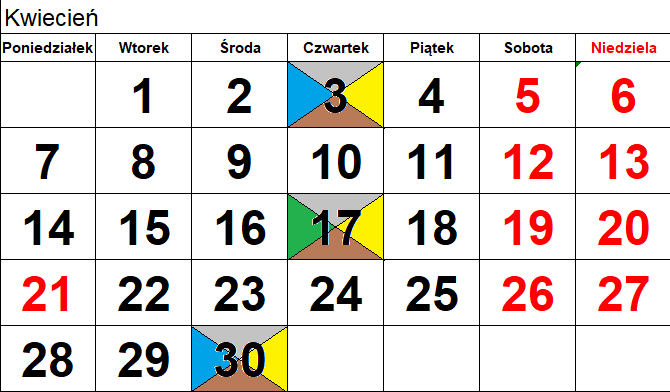 Kwiecień
Poniedziałek Wtorek Środa Czwartek Piątek Sobota Niedziela
1 2 3 4 5 6
7 8 9 10 11 12 13
14 15 16 17 18 19 20
21 22 23 24 25 26 27
28 29 30